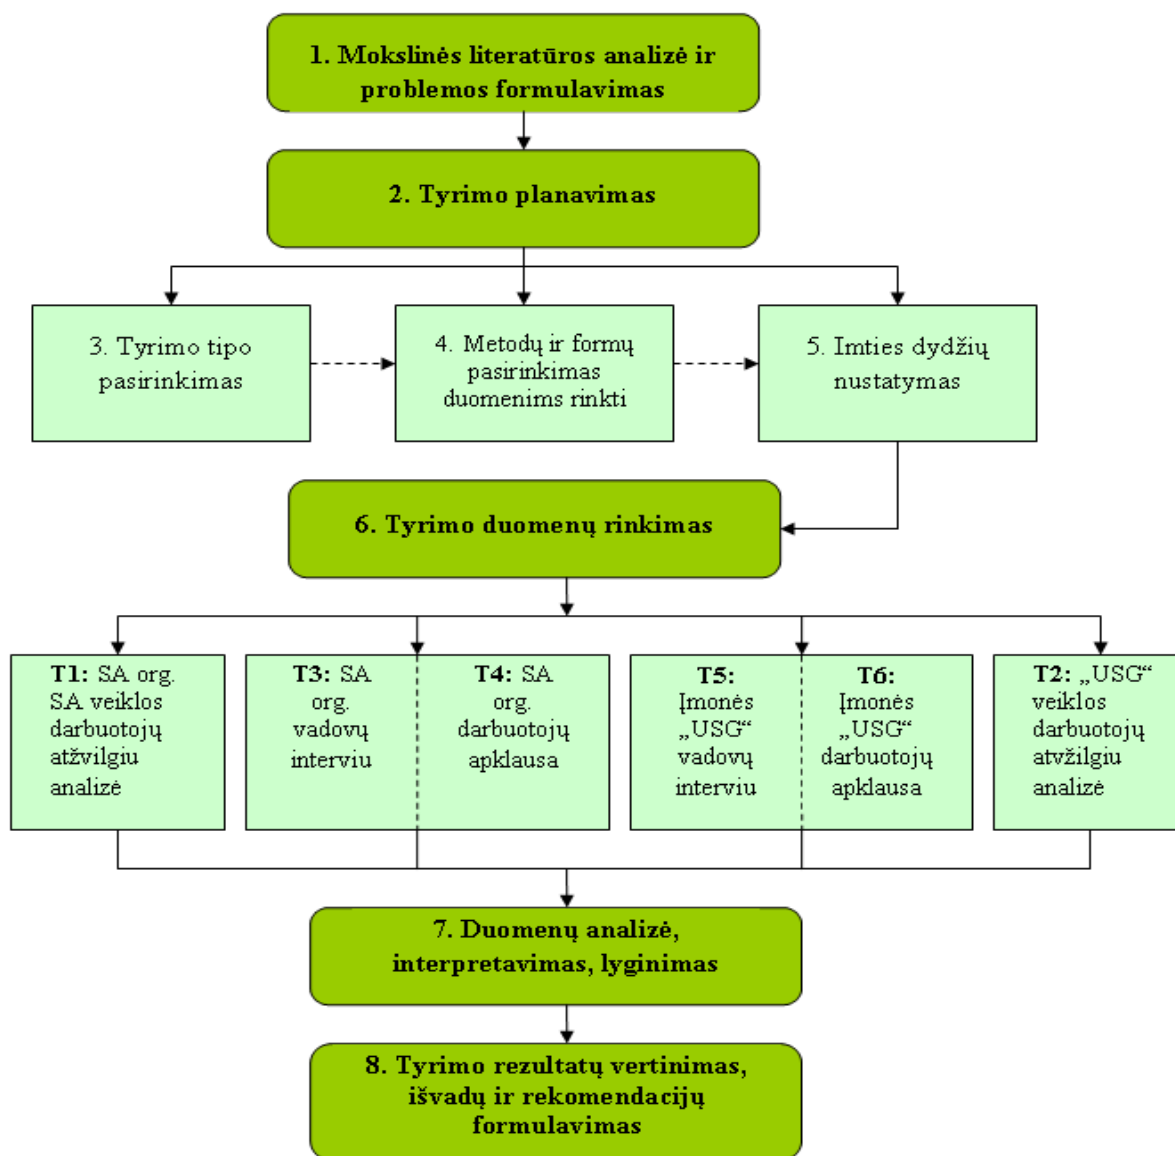 1. Mokslinės literatūros analizė ir
problemos formulavimas
2. Tyrimo planavimas
3. Tyrimo tipo
pasirinkimas
4. Metodų ir formų
pasirinkimas
duomenims rinkti
5. Imties dydžių
nustatymas
6. Tyrimo duomenų rinkimas
T1: SA org.
SA veiklos
darbuotojų
atžvilgiu
analizė
T3: SA
org.
vadovų
interviu
T4: SA
org.
darbuotojų
apklausa
T5:
Įmonės
„USG“
vadovų
interviu
T6:
Įmonės
„USG“
darbuotojų
apklausa
T2: „USG“
veiklos
darbuotojų
atvžilgiu
analizė
7. Duomenų analizė,
interpretavimas, lyginimas
8. Tyrimo rezultatų vertinimas,
išvadų ir rekomendacijų
formulavimas